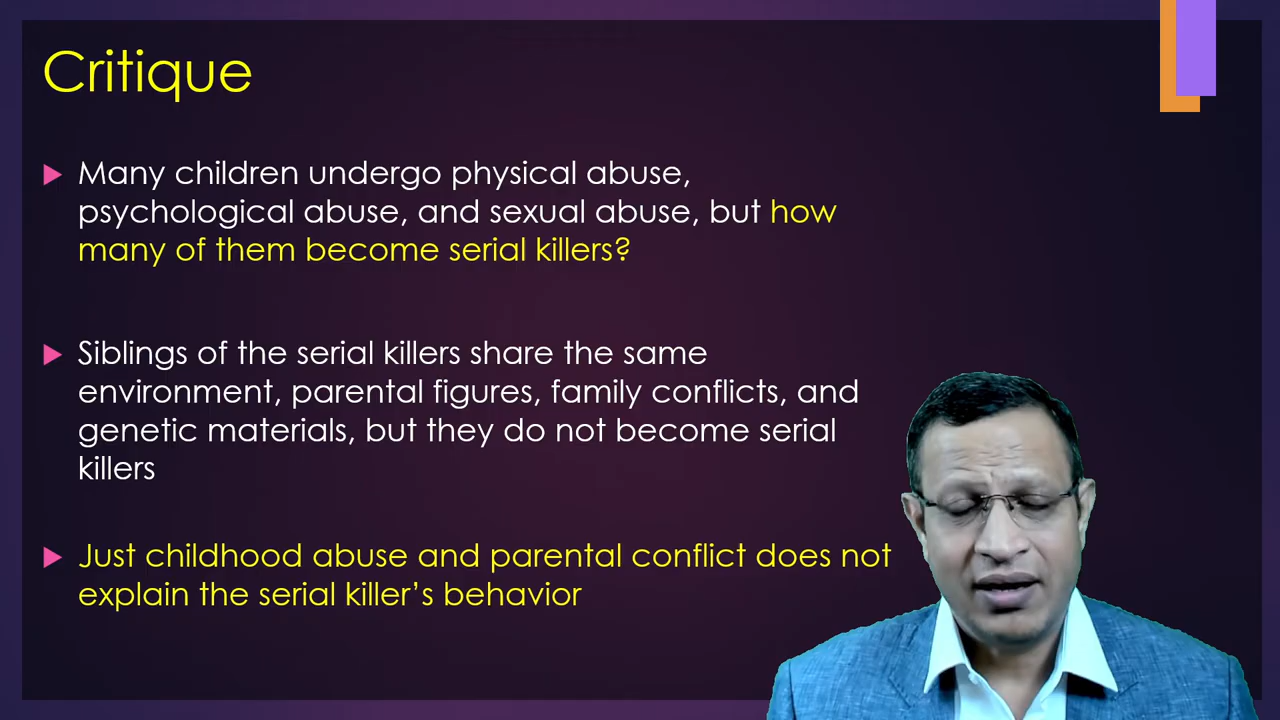 Critique
Many children undergo physical abuse,
psychological abuse, and sexual abuse, but how
many of them become serial killers?
Siblings of the serial killers share the same
environment, parental figures, family conflicts, and
genetic materials, but they do not become serial
killers
Just childhood abuse and parental conflict does not
explain the serial killer’s behavior